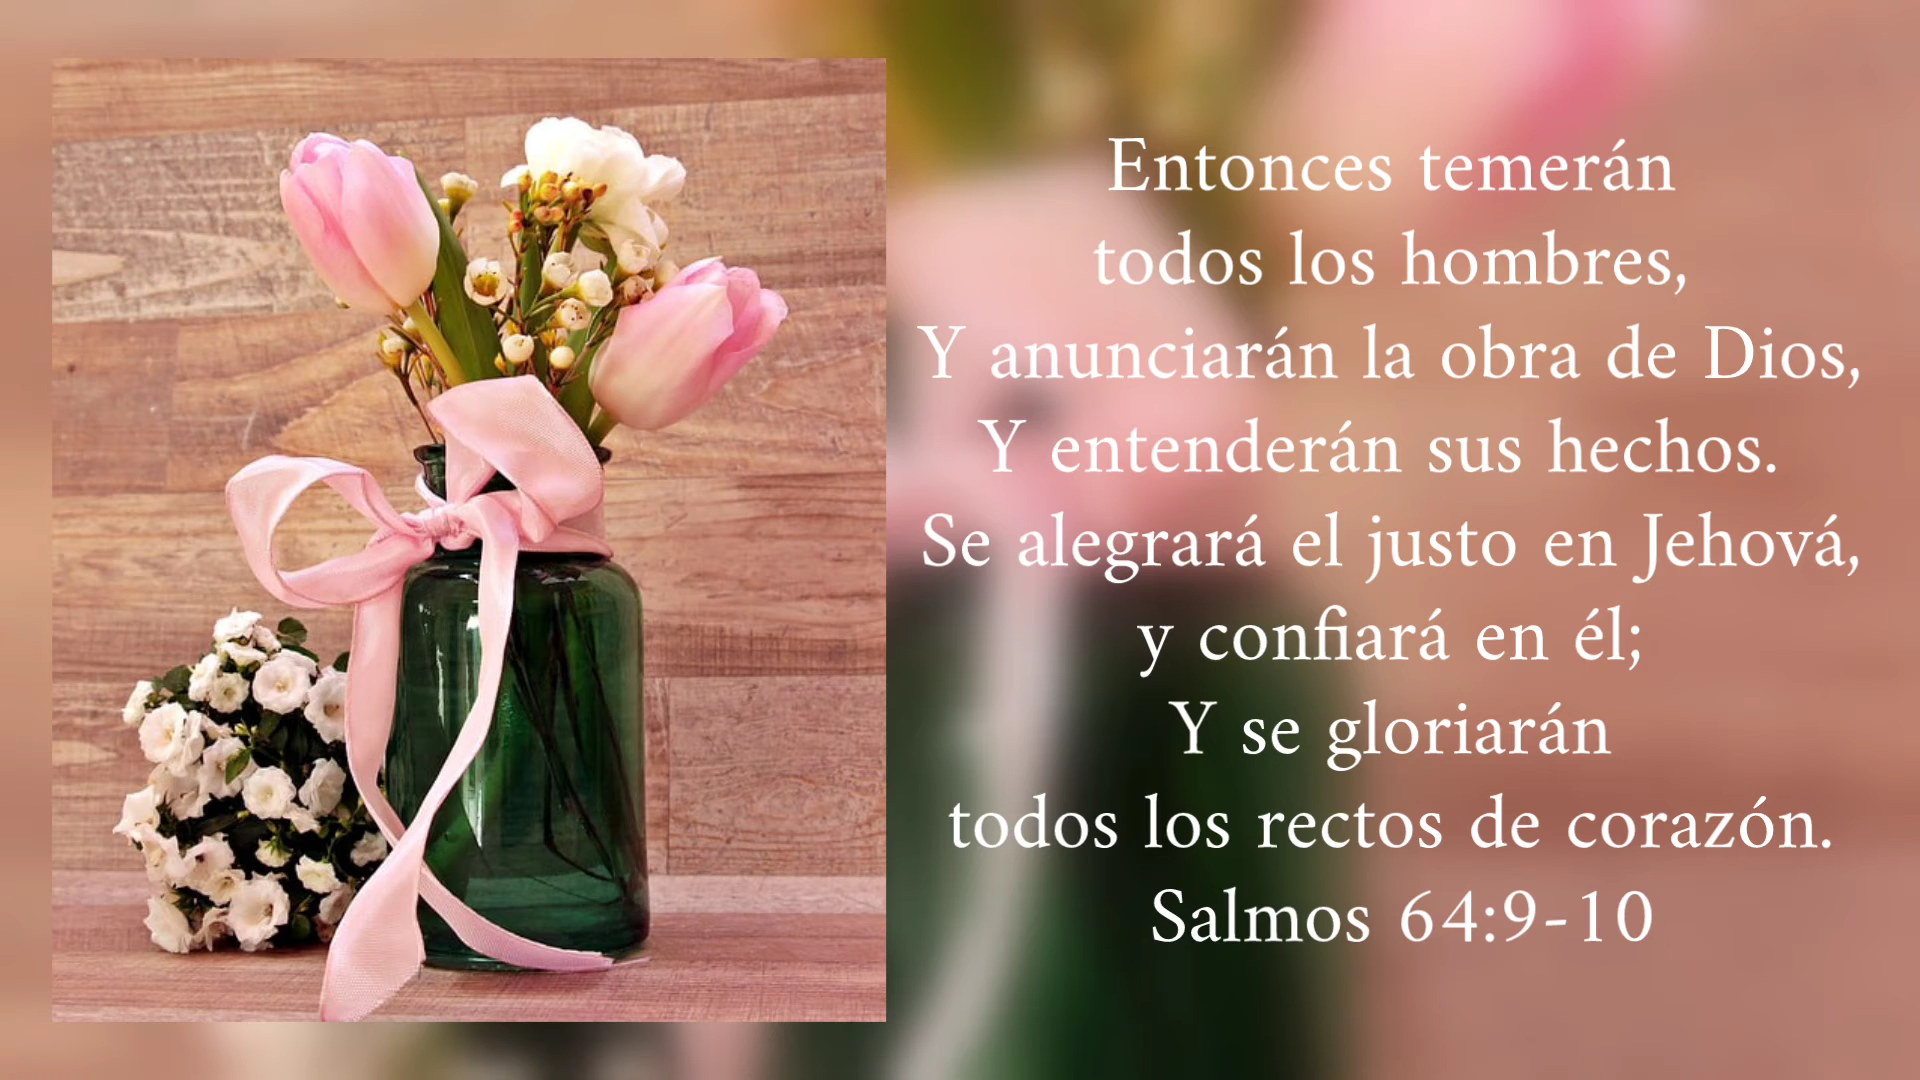 Entonces temerán
todos los hombres,
Y anunciarán la obra de Dios,
Y entenderán sus hechos.
Se alegrará el justo en Jehová,
y confiará en él;
Y se gloriarán
todos los rectos de corazón.
Salmos 64:9-10